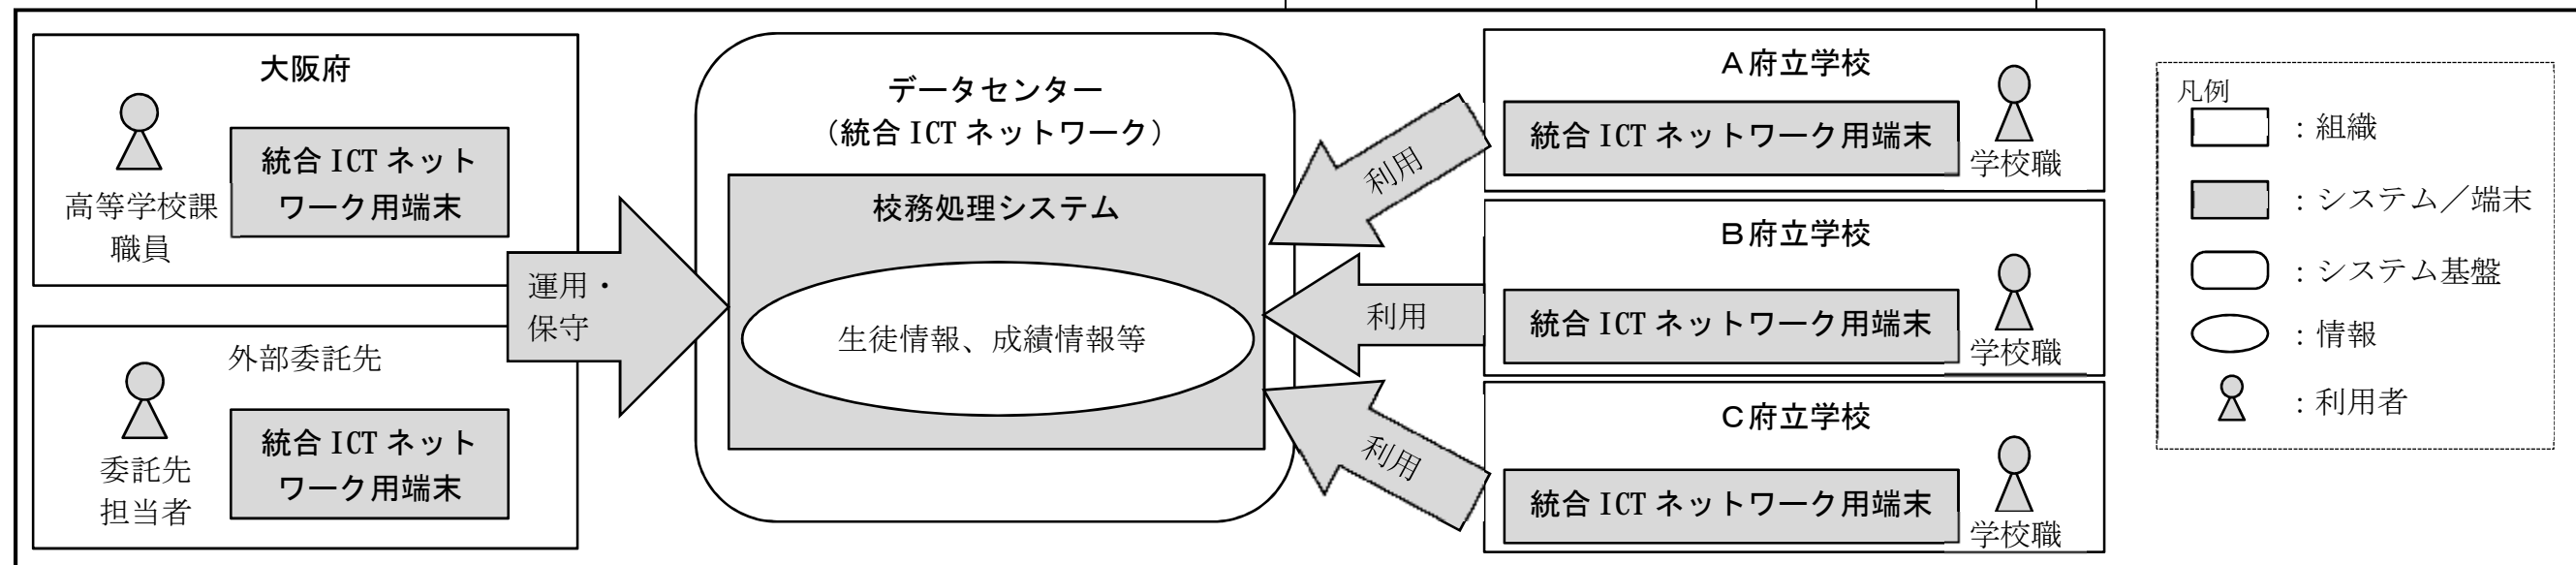 大阪府
高等学校課
職員
統合 ICT ネット
ワーク用端末
外部委託先
委託先
担当者
統合 ICT ネット
ワーク用端末
運用・
保守
データセンター
（統合 ICT ネットワーク）
校務処理システム
生徒情報、成績情報等
利用
利用
利用
A府立学校
統合 ICT ネットワーク用端末
学校職
B府立学校
統合 ICT ネットワーク用端末
学校職
C府立学校
統合 ICT ネットワーク用端末
学校職
凡例
：組織
：システム／端末
：システム基盤
：情報
：利用者